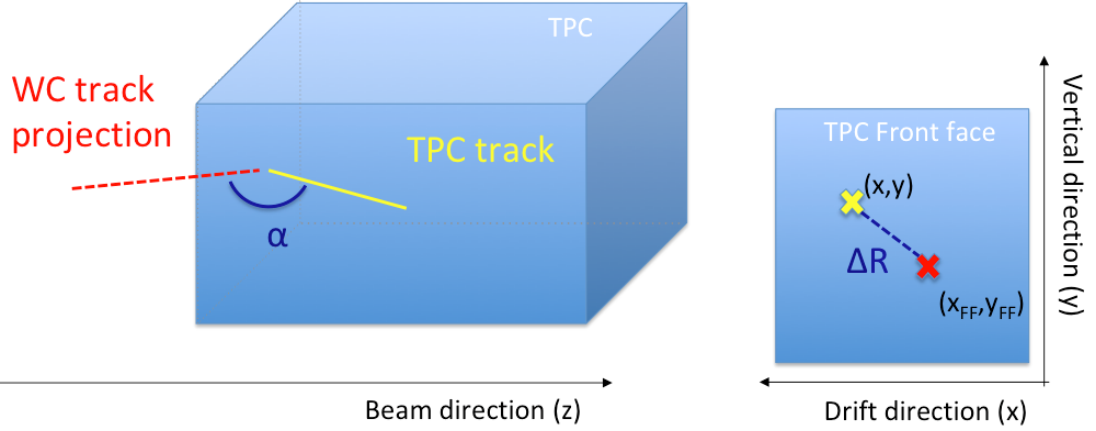 TPC
WC track
projection
TPC track
α
Beam direction (z)
TPC Front face
(x,y)
ΔR
(xFF,yFF)
Vertical direction (y)
Drift direction (x)